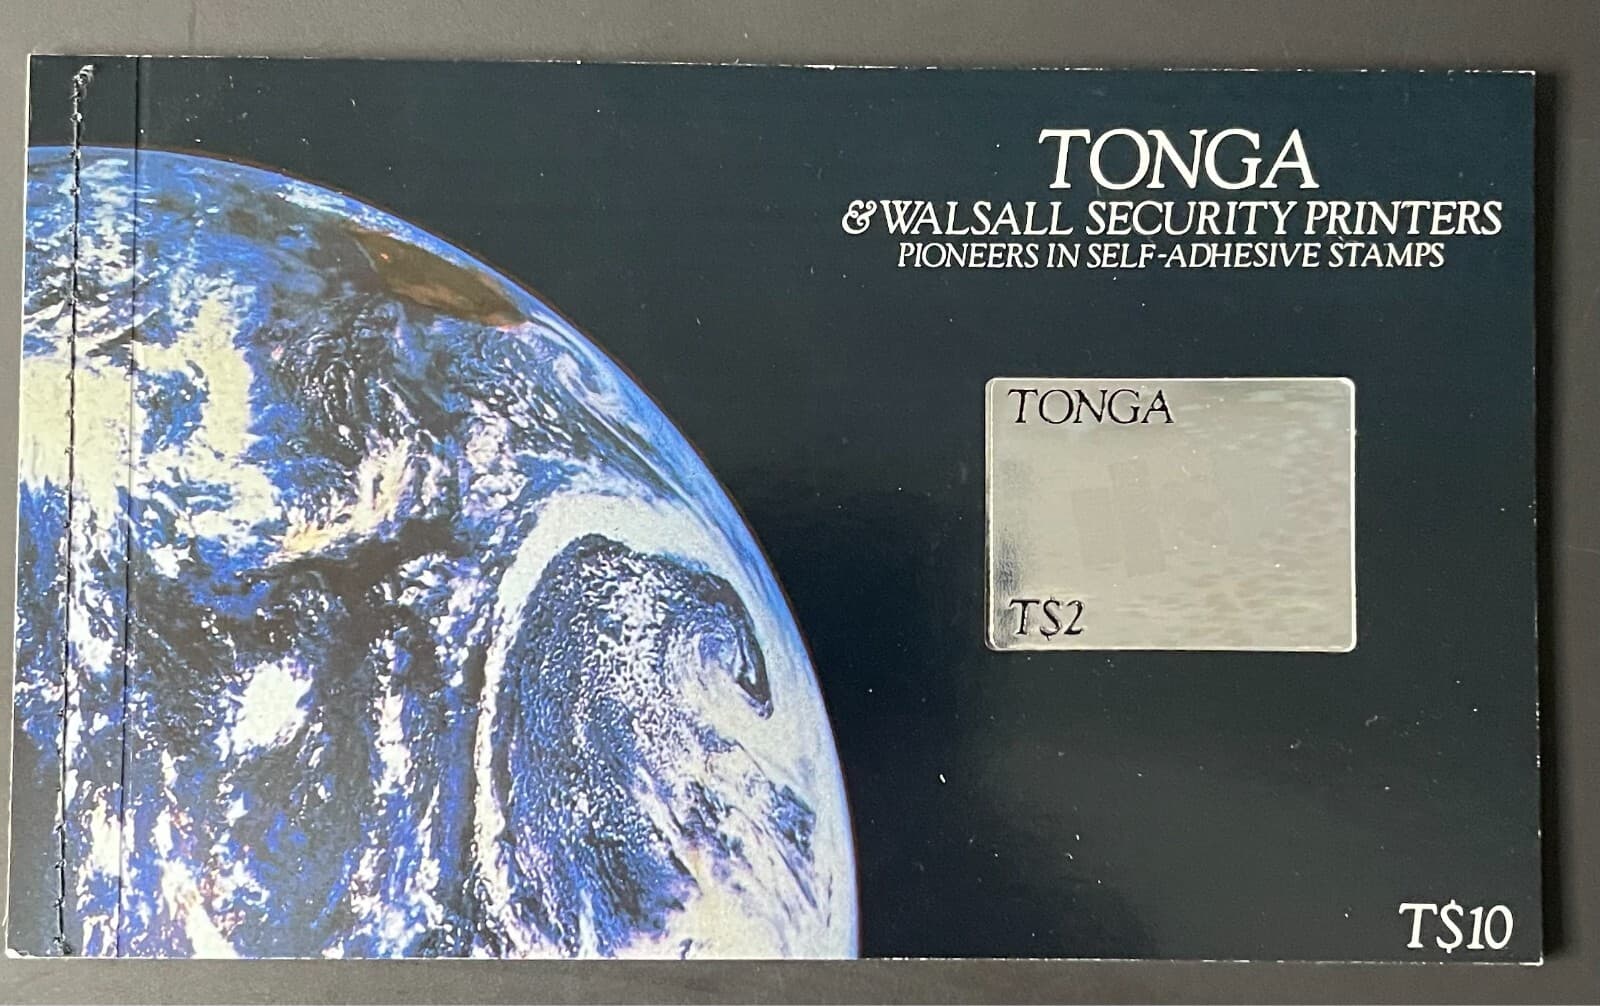 TONGA
& WALSALL SECURITY PRINTERS
PIONEERS IN SELF-ADHESIVE STAMPS
TONGA
T$2
T$10